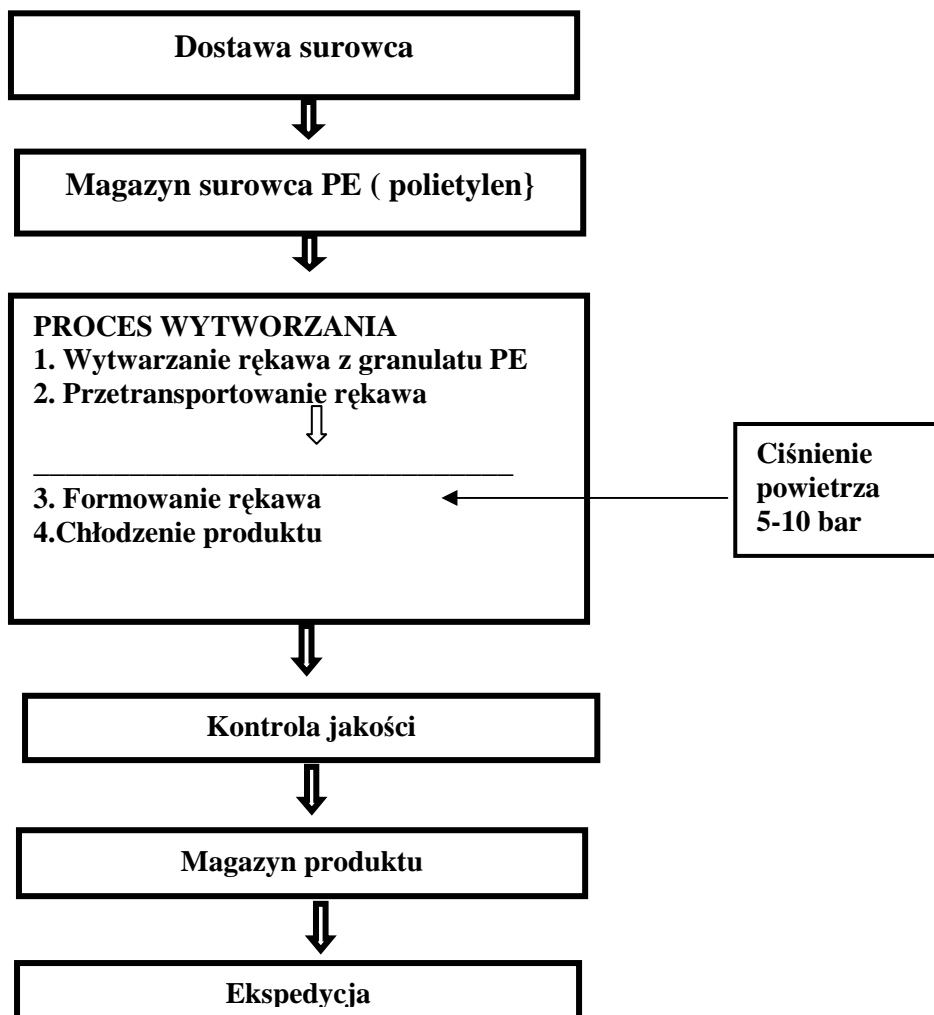 Dostawa surowca
Magazyn surowca PE ( polietylen}
PROCES WYTWORZANIA
1. Wytwarzanie rękawa z granulatu PE
2. Przetransportowanie rękawa
3. Formowanie rękawa
4.Chłodzenie produktu
Ciśnienie
powietrza
5-10 bar
Kontrola jakości
Magazyn produktu
Ekspedycja